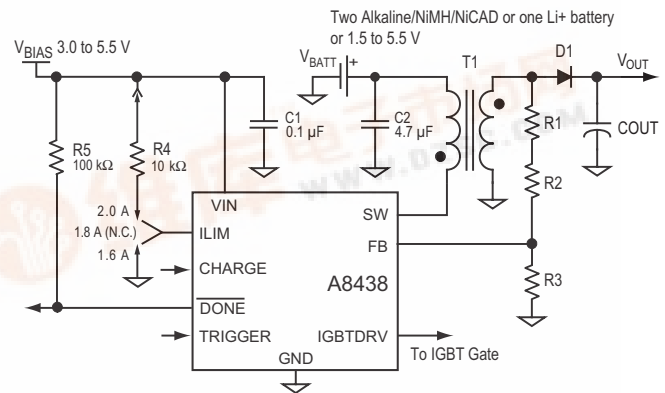 Two Alkaline/NiMH/NiCAD or one Li+ battery
or 1.5 to 5.5 V
VBIAS 3.0 to 5.5 V
VBATT
+
T1
D1
VOUT
C1
0.1 µF
C2
4.7 µF
R1
COUT
R5
100 kΩ
R4
10 kΩ
R2
VIN
SW
2.0 A
1.8 A (N.C.)
1.6 A
ILIM
FB
CHARGE
A8438
R3
DONE
TRIGGER
IGBTDRV
To IGBT Gate
GND